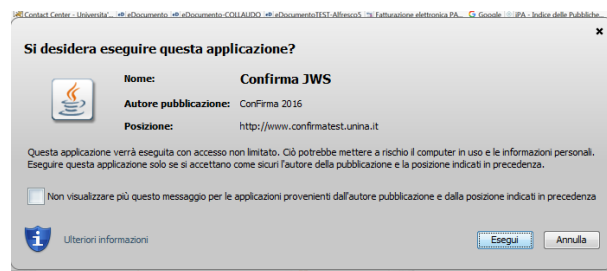 Contact Center - Universita'... eDocumento eDocumento-COLLAUDO eDocumentoTEST-Alfresco5 Fatturazione elettronica PA... Google iPA - Indice delle Pubbliche...
Si desidera eseguire questa applicazione?
Nome: Confirma JWS
Autore pubblicazione: ConFirma 2016
Posizione: http://www.confirmatest.unina.it
Questa applicazione verrà eseguita con accesso non limitato. Ciò potrebbe mettere a rischio il computer in uso e le informazioni personali.
Eseguire questa applicazione solo se si accettano come sicuri l'autore della pubblicazione e la posizione indicati in precedenza.
Non visualizzare più questo messaggio per le applicazioni provenienti dall'autore pubblicazione e dalla posizione indicati in precedenza
Ulteriori informazioni Esegui Annulla